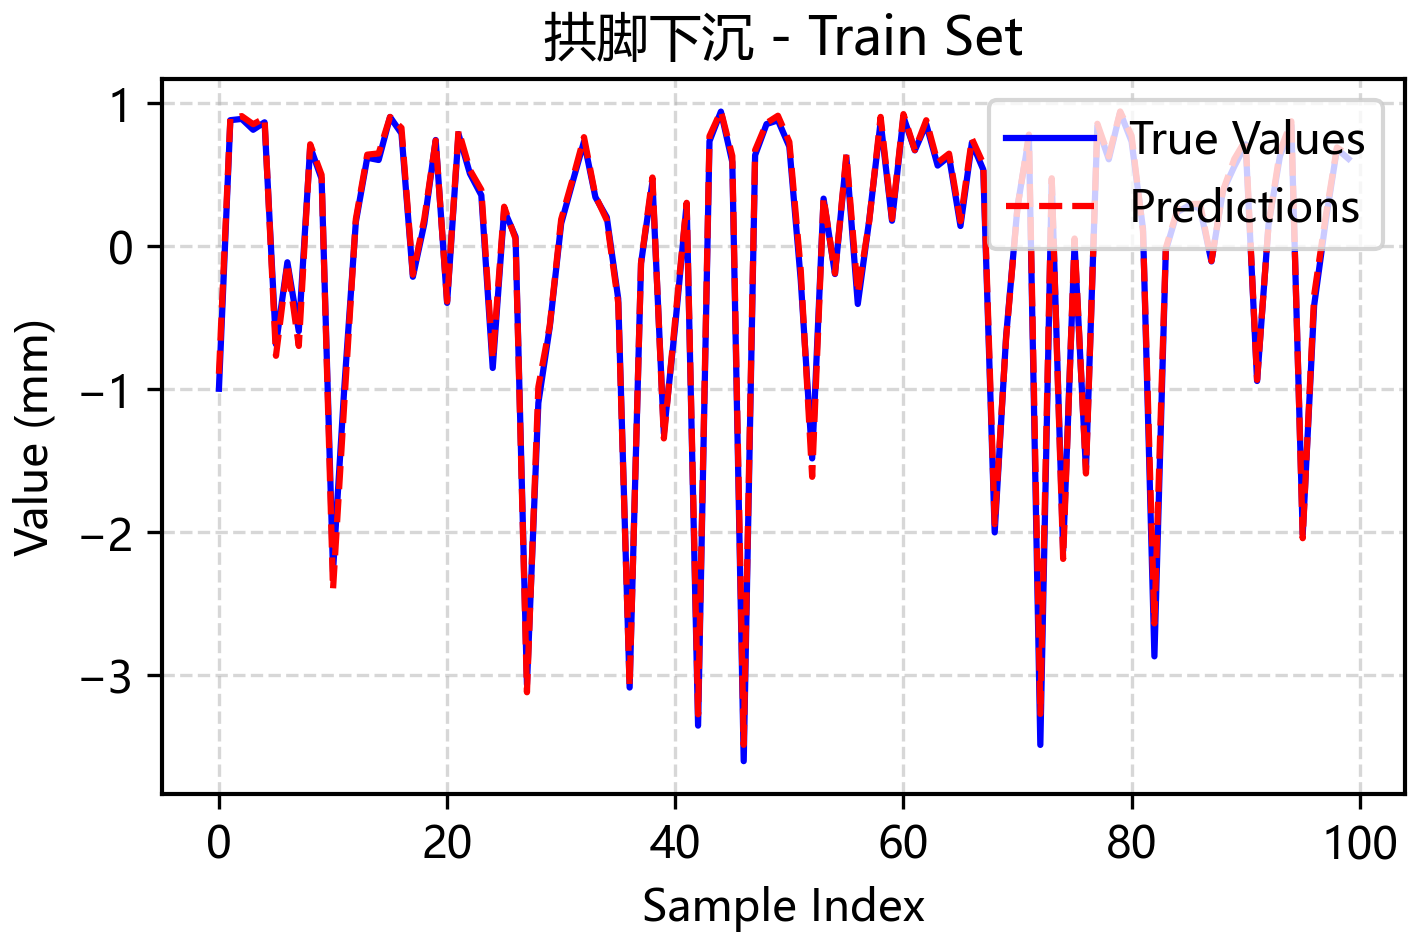 拱脚下沉 - Train Set
True Values
Predictions
1
0
−1
−2
−3
Value (mm)
0
20
40
60
80
100
Sample Index